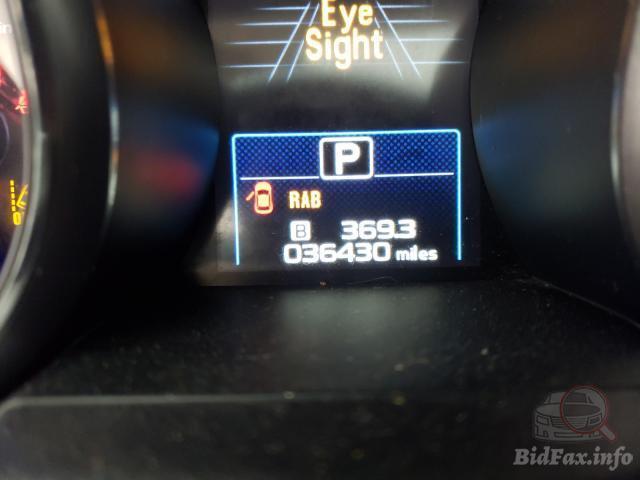 Eye
Sight
P
RAB
B 369.3
036430 miles
BidFax.info